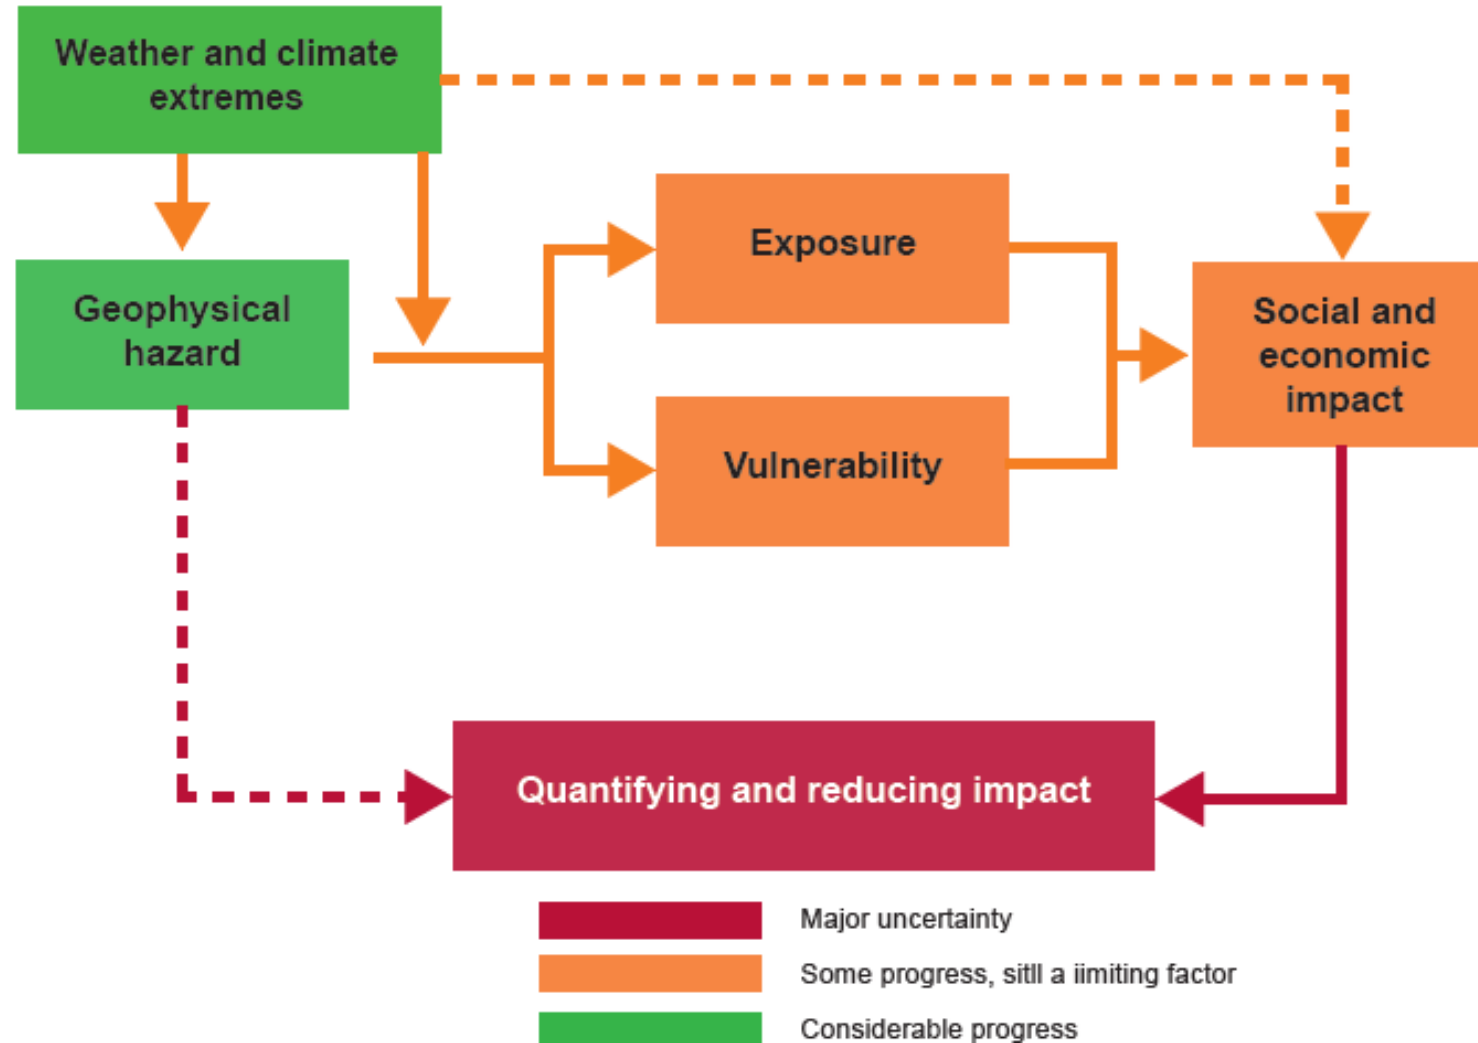 Weather and climate
extremes
Geophysical
hazard
Exposure
Vulnerability
Social and
economic
impact
Quantifying and reducing impact
Major uncertainty
Some progress, sitll a iimiting factor
Considerable progress